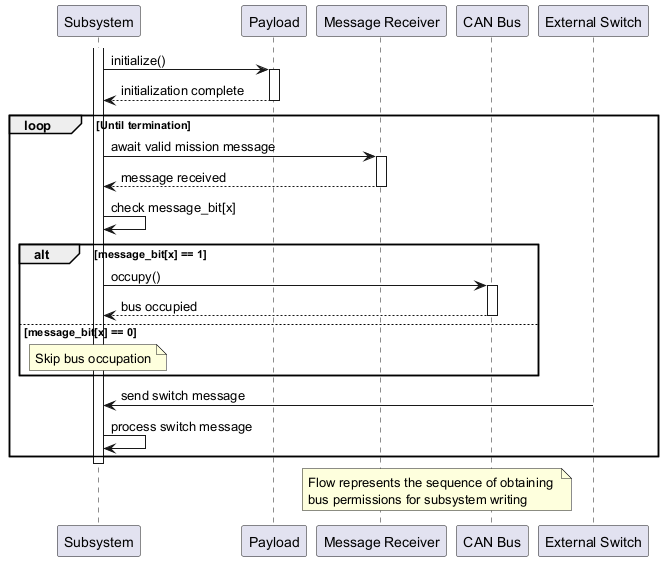 Subsystem Payload Message Receiver CAN Bus External Switch
initialize()
initialization complete
loop [Until termination]
await valid mission message
message received
check message_bit[x]
alt [message_bit[x] == 1]
occupy()
bus occupied
[message_bit[x] == 0]
Skip bus occupation
send switch message
process switch message
Flow represents the sequence of obtaining
bus permissions for subsystem writing
Subsystem Payload Message Receiver CAN Bus External Switch